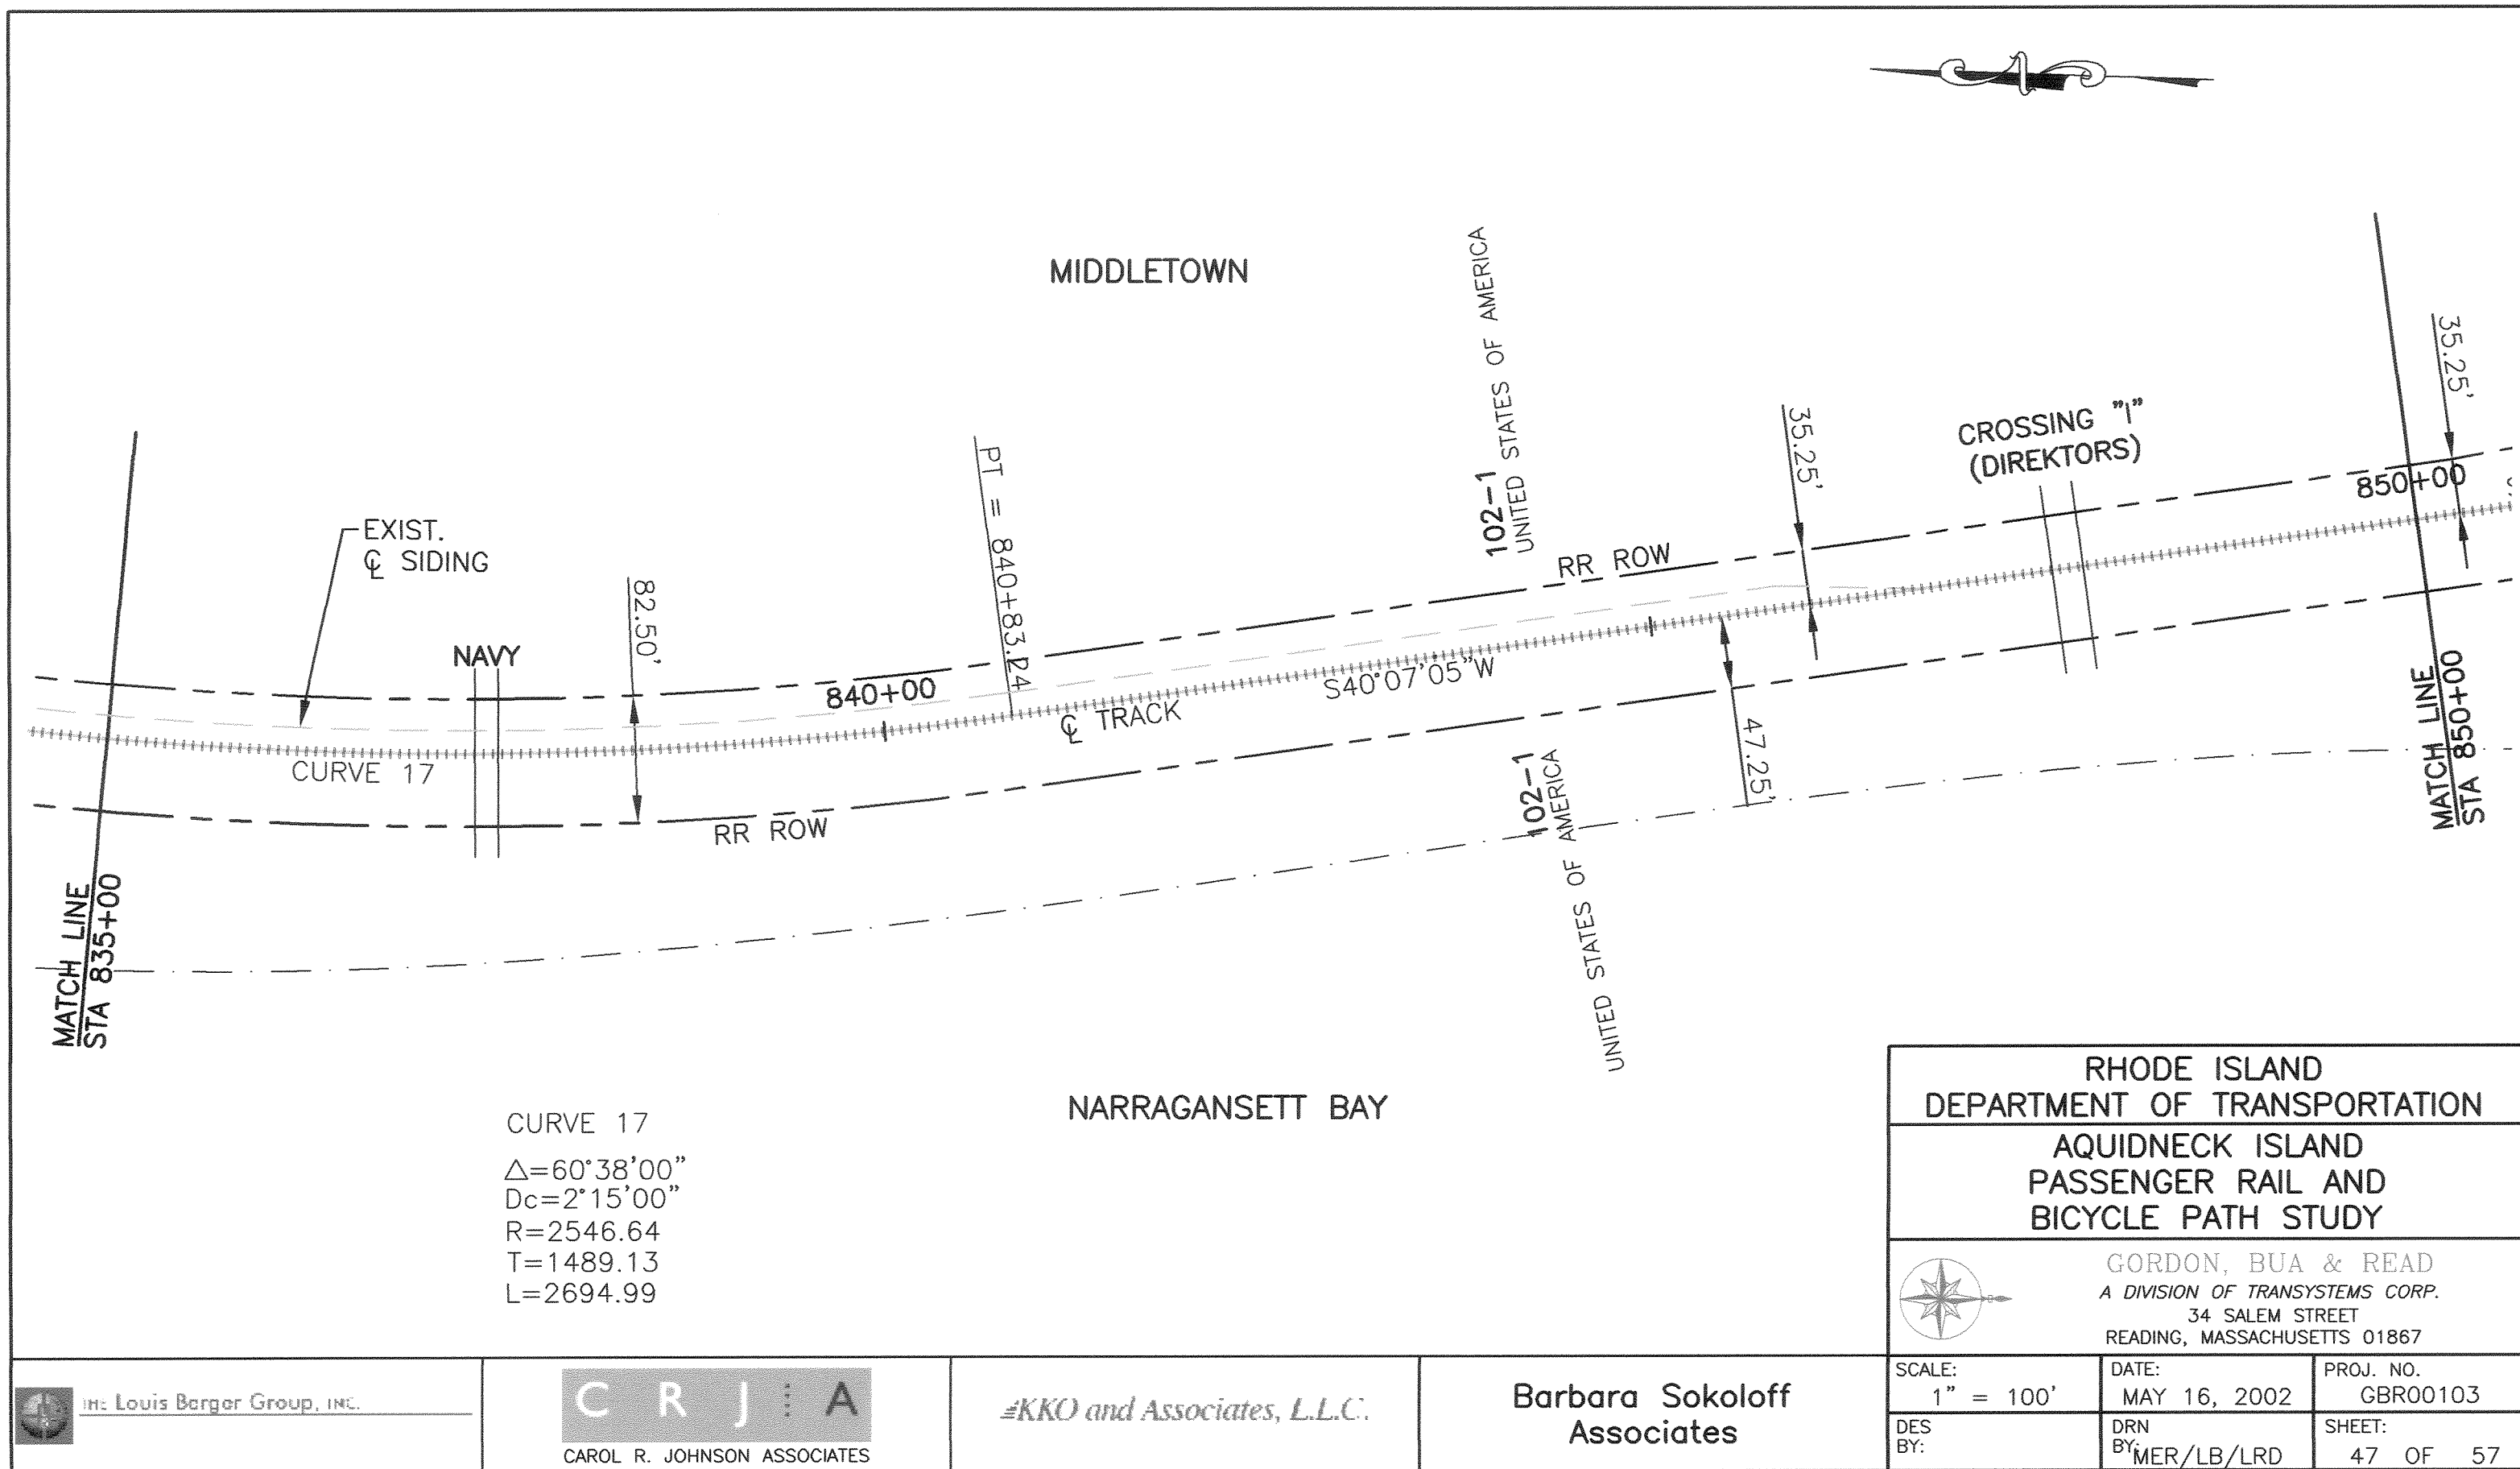 MIDDLETOWN
102-1
UNITED STATES OF AMERICA
35.25'
35.25'
CROSSING "I"
(DIREKTORS)
850+00
EXIST.
℄ SIDING
NAVY
82.50'
PT = 840+83.24
840+00
RR ROW
℄ TRACK
S40°07'05"W
CURVE 17
RR ROW
47.25'
102-1
UNITED STATES OF AMERICA
MATCH LINE
STA 835+00
MATCH LINE
STA 850+00
NARRAGANSETT BAY
CURVE 17
△=60°38'00"
Dc=2°15'00"
R=2546.64
T=1489.13
L=2694.99
RHODE ISLAND
DEPARTMENT OF TRANSPORTATION
AQUIDNECK ISLAND
PASSENGER RAIL AND
BICYCLE PATH STUDY
GORDON, BUA & READ
A DIVISION OF TRANSYSTEMS CORP.
34 SALEM STREET
READING, MASSACHUSETTS 01867
THE Louis Berger Group, INC.
C R J A
CAROL R. JOHNSON ASSOCIATES
KKO and Associates, L.L.C.
Barbara Sokoloff
Associates
SCALE:
1" = 100'
DATE:
MAY 16, 2002
PROJ. NO.
GBR00103
DES
BY:
DRN
BY: MER/LB/LRD
SHEET:
47 OF 57